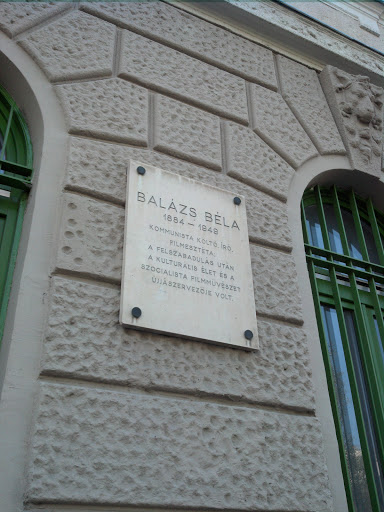 BALÁZS BÉLA
1884 – 1949
KOMMUNISTA KÖLTŐ, ÍRÓ,
FILMESZTÉTA,
A FELSZABADULÁS UTÁN
A KULTURÁLIS ÉLET ÉS A
SZOCIALISTA FILMMŰVÉSZET
ÚJJÁSZERVEZŐJE VOLT.